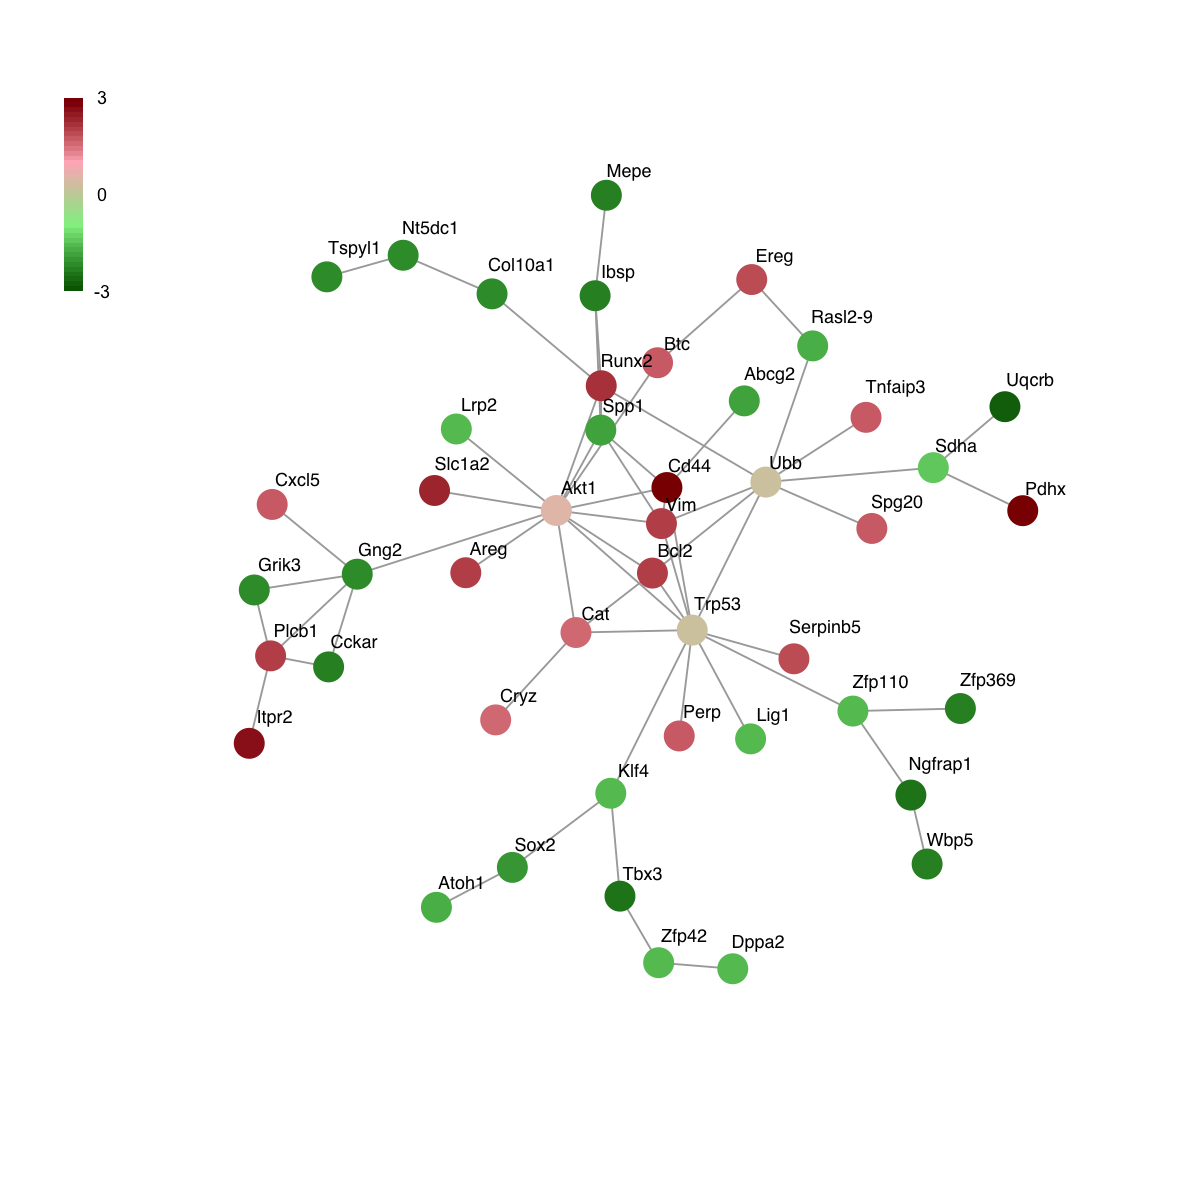 3
0
-3
Mepe
Nt5dc1
Tspyl1
Col10a1
Ibsp
Ereg
Rasl2-9
Btc
Runx2
Abcg2
Tnfaip3
Uqcrb
Lrp2
Spp1
Sdha
Slc1a2
Cd44
Ubb
Cxcl5
Akt1
Vim
Spg20
Pdhx
Gng2
Areg
Bcl2
Grik3
Trp53
Cat
Plcb1
Cckar
Serpinb5
Zfp110
Zfp369
Cryz
Itpr2
Perp
Lig1
Klf4
Ngfrap1
Sox2
Wbp5
Tbx3
Atoh1
Zfp42
Dppa2